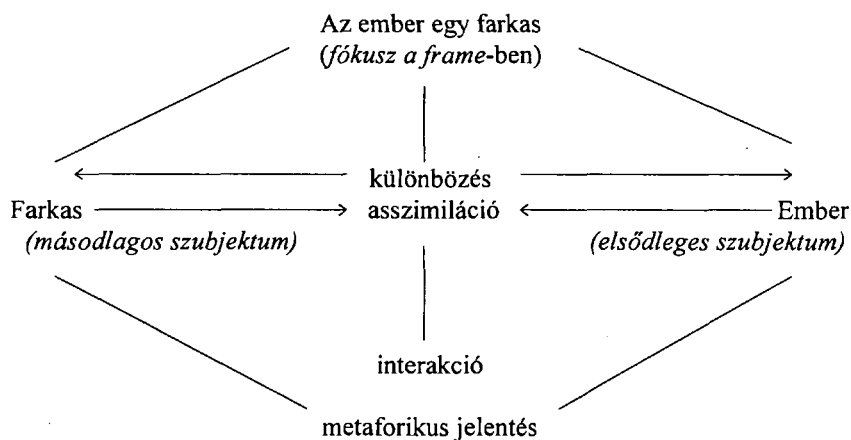 Az ember egy farkas
(fókusz a frame-ben)
különbözés
Farkas asszimiláció Ember
(másodlagos szubjektum) (elsődleges szubjektum)
interakció
metaforikus jelentés